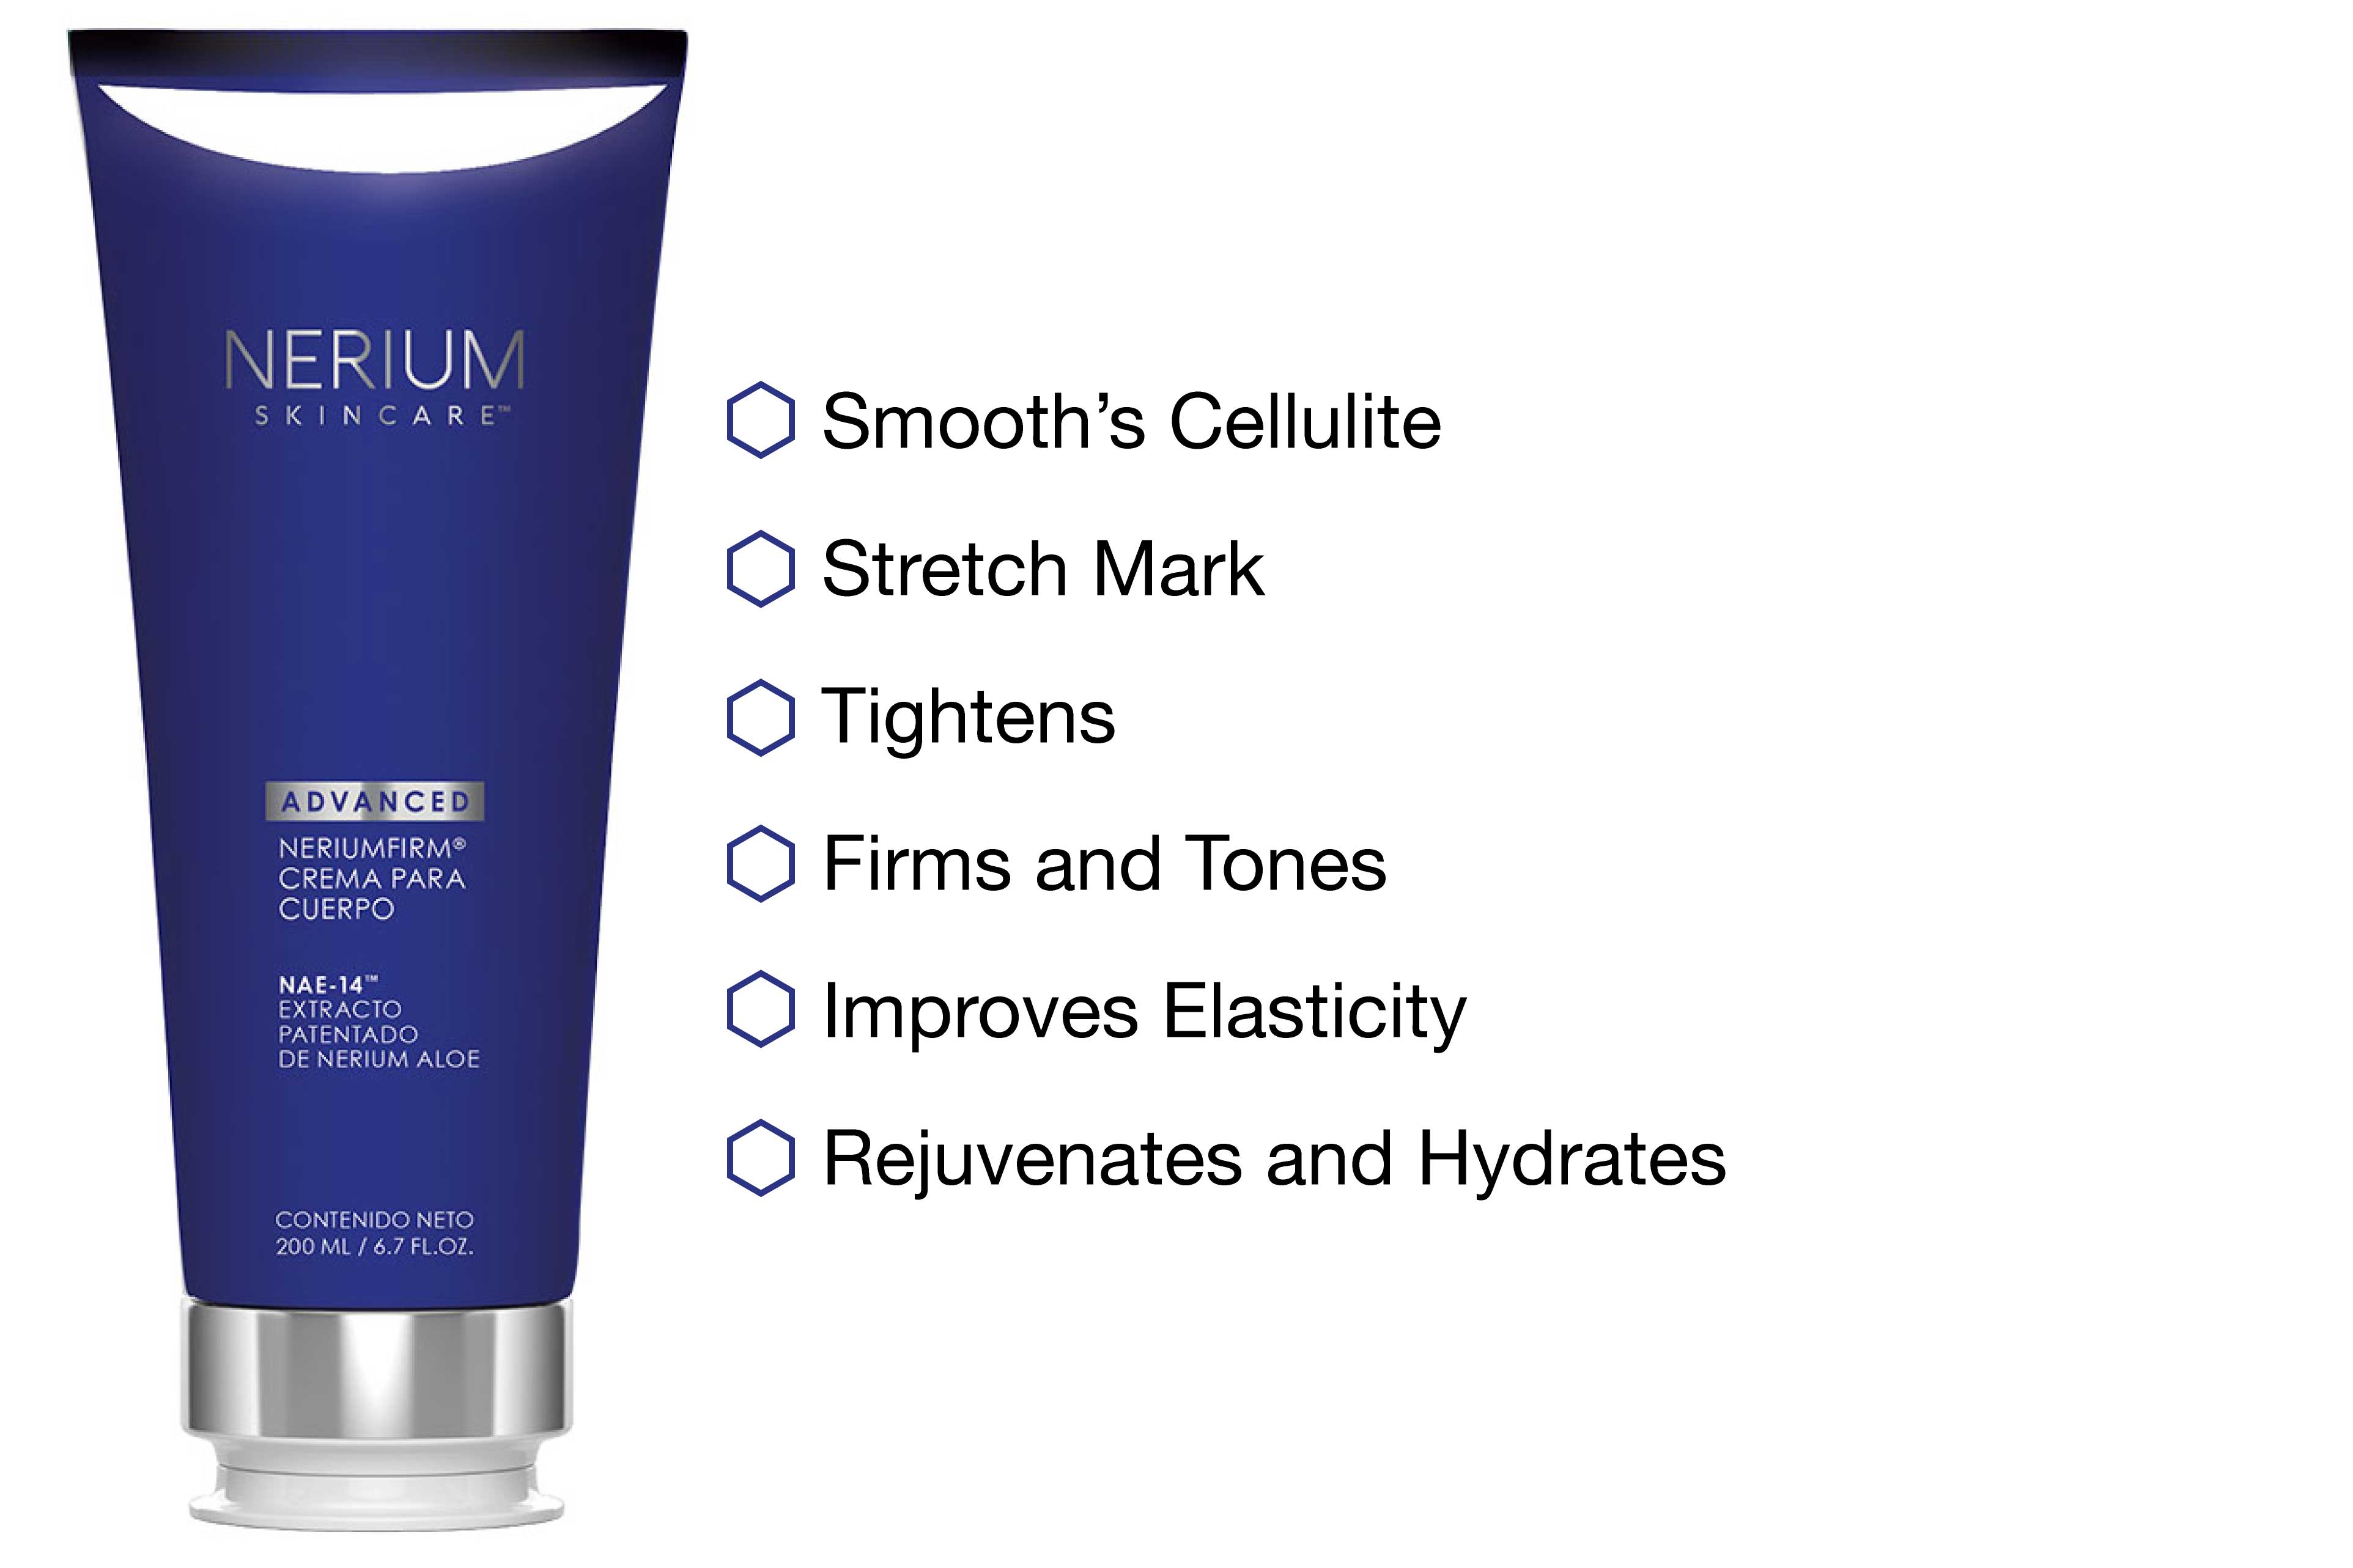 NERIUM
SKINCARE™
ADVANCED
NERIUMFIRM®
CREMA PARA
CUERPO
NAE-14™
EXTRACTO
PATENTADO
DE NERIUM ALOE
CONTENIDO NETO
200 ML / 6.7 FL.OZ.
Smooth’s Cellulite
Stretch Mark
Tightens
Firms and Tones
Improves Elasticity
Rejuvenates and Hydrates